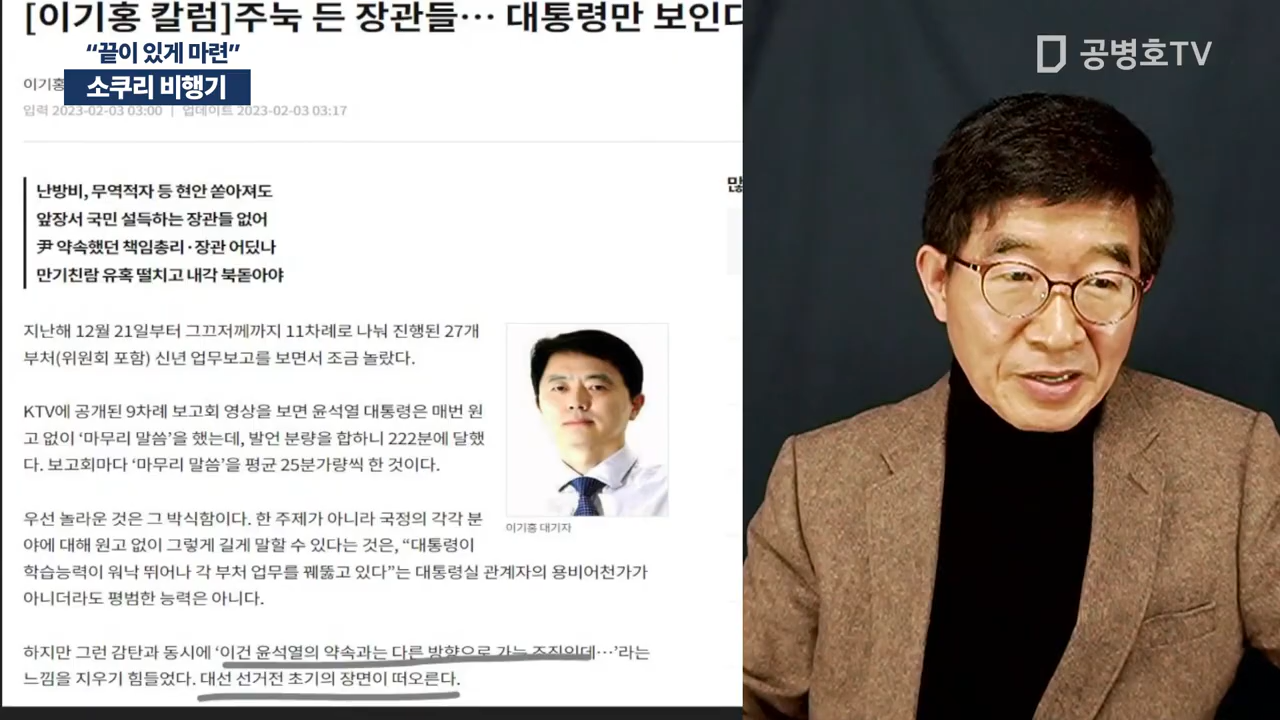 [이기홍 칼럼]주눅 든 장관들… 대통령만 보인다
“끝이 있게 마련”
소쿠리 비행기
이기홍
입력 2023-02-03 03:00 | 업데이트 2023-02-03 03:17
공병호TV
난방비, 무역적자 등 현안 쏟아져도
앞장서 국민 설득하는 장관들 없어
尹 약속했던 책임총리·장관 어딨나
만기친람 유혹 떨치고 내각 북돋아야
많
지난해 12월 21일부터 그끄저께까지 11차례로 나눠 진행된 27개
부처(위원회 포함) 신년 업무보고를 보면서 조금 놀랐다.
KTV에 공개된 9차례 보고회 영상을 보면 윤석열 대통령은 매번 원
고 없이 ‘마무리 말씀’을 했는데, 발언 분량을 합하니 222분에 달했
다. 보고회마다 ‘마무리 말씀’을 평균 25분가량씩 한 것이다.
우선 놀라운 것은 그 박식함이다. 한 주제가 아니라 국정의 각각 분
야에 대해 원고 없이 그렇게 길게 말할 수 있다는 것은, “대통령이
학습능력이 워낙 뛰어나 각 부처 업무를 꿰뚫고 있다”는 대통령실 관계자의 용비어천가가
아니더라도 평범한 능력은 아니다.
이기홍 대기자
하지만 그런 감탄과 동시에 ‘이건 윤석열의 약속과는 다른 방향으로 가는 조짐인데…’라는
느낌을 지우기 힘들었다. 대선 선거전 초기의 장면이 떠오른다.